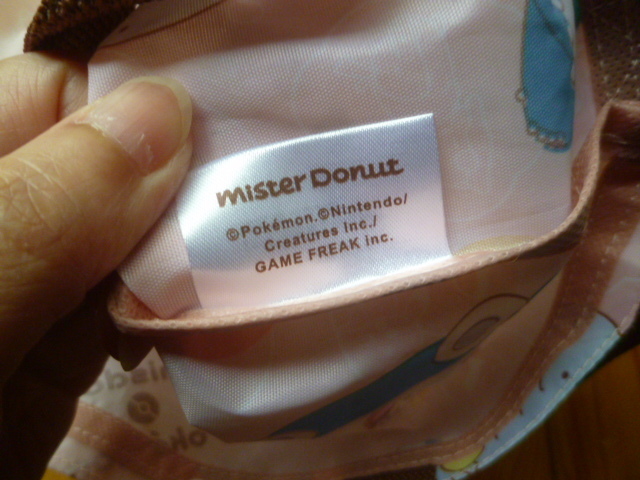 mister Donut
©Pokémon.©Nintendo/
Creatures Inc./
GAME FREAK inc.